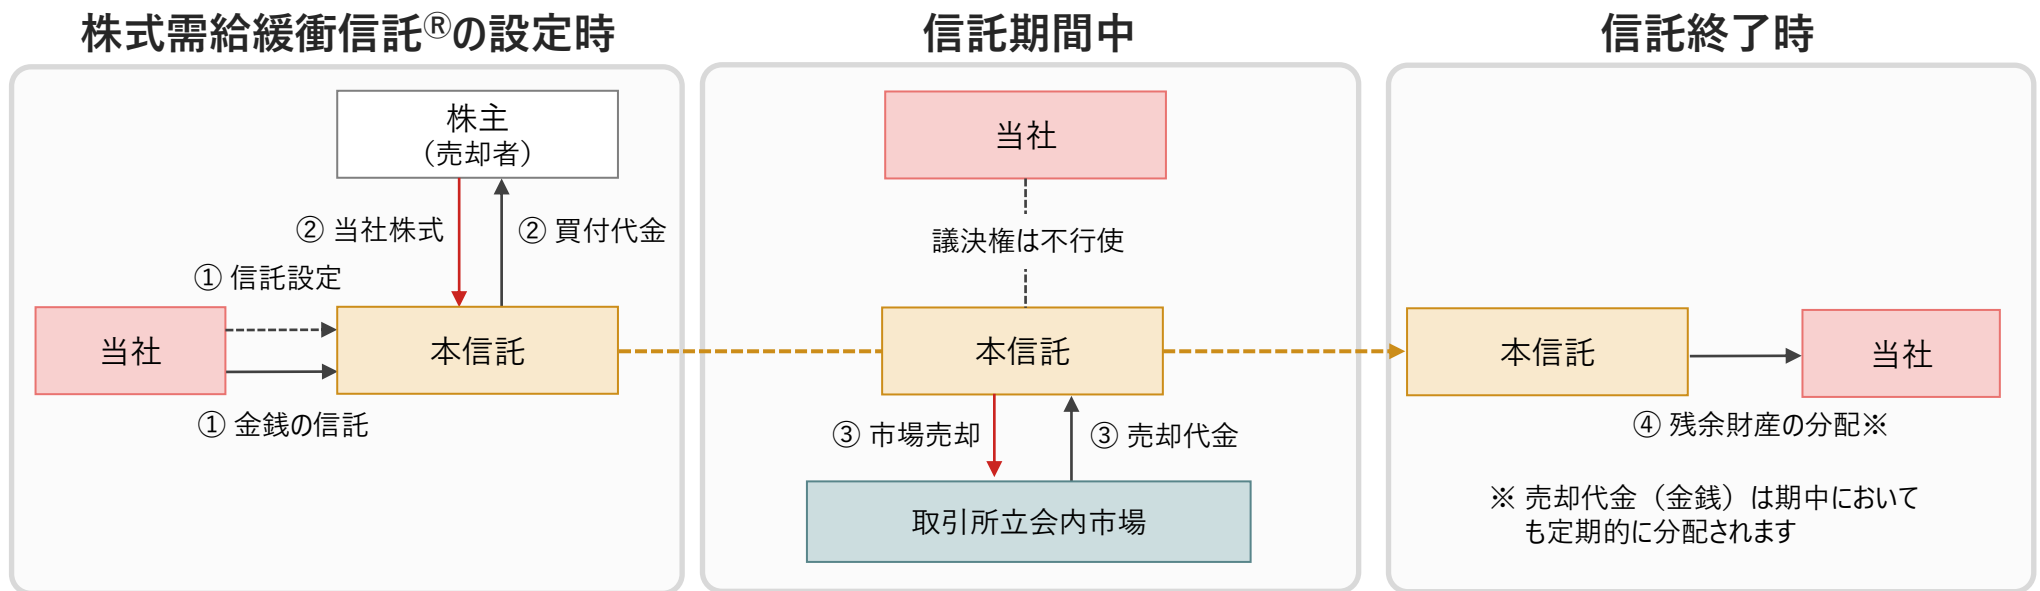 株式需給緩衝信託®の設定時
株主
（売却者）
② 当社株式
② 買付代金
① 信託設定
当社
本信託
① 金銭の信託
信託期間中
当社
議決権は不行使
本信託
③ 市場売却
③ 売却代金
取引所立会内市場
信託終了時
本信託
当社
④ 残余財産の分配※
※ 売却代金（金銭）は期中において
も定期的に分配されます